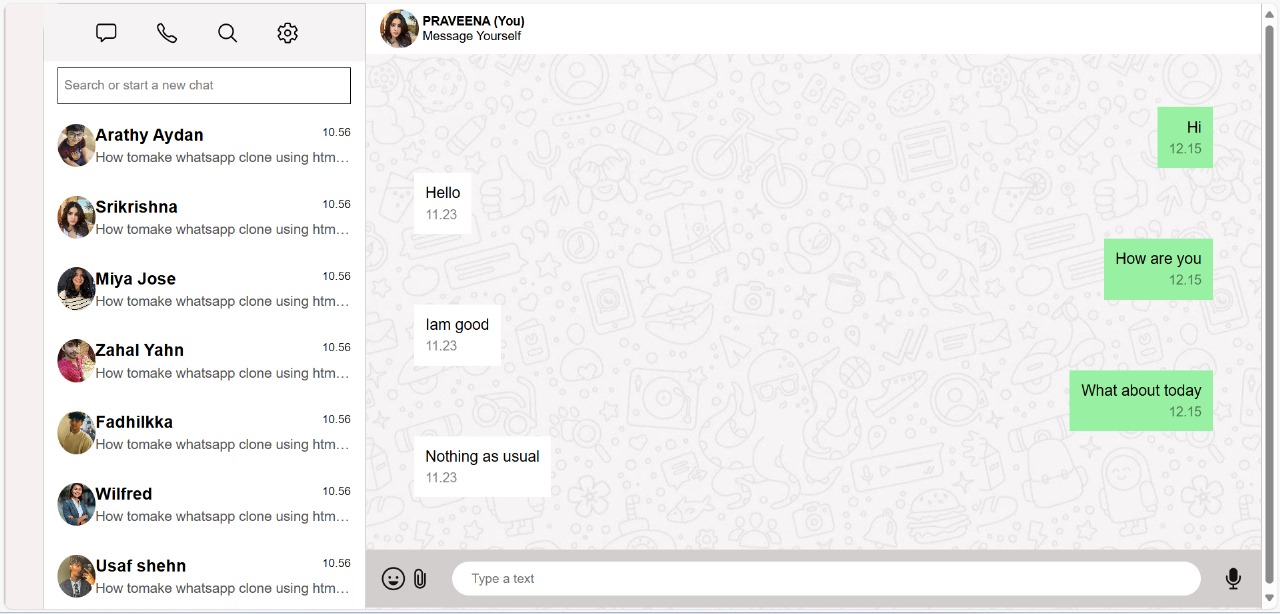 Search or start a new chat
Arathy Aydan 10.56
How tomake whatsapp clone using htm...
Srikrishna 10.56
How tomake whatsapp clone using htm...
Miya Jose 10.56
How tomake whatsapp clone using htm...
Zahal Yahn 10.56
How tomake whatsapp clone using htm...
Fadhilkka 10.56
How tomake whatsapp clone using htm...
Wilfred 10.56
How tomake whatsapp clone using htm...
Usaf shehn 10.56
How tomake whatsapp clone using htm...
PRAVEENA (You)
Message Yourself
BFF
Hi
12.15
Hello
11.23
How are you
12.15
Iam good
11.23
What about today
12.15
Nothing as usual
11.23
Type a text